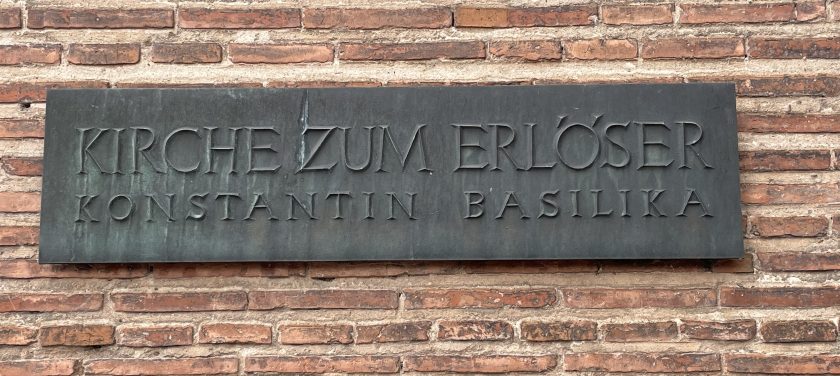 KIRCHE ZUM ERLÖSER
KONSTANTIN BASILIKA